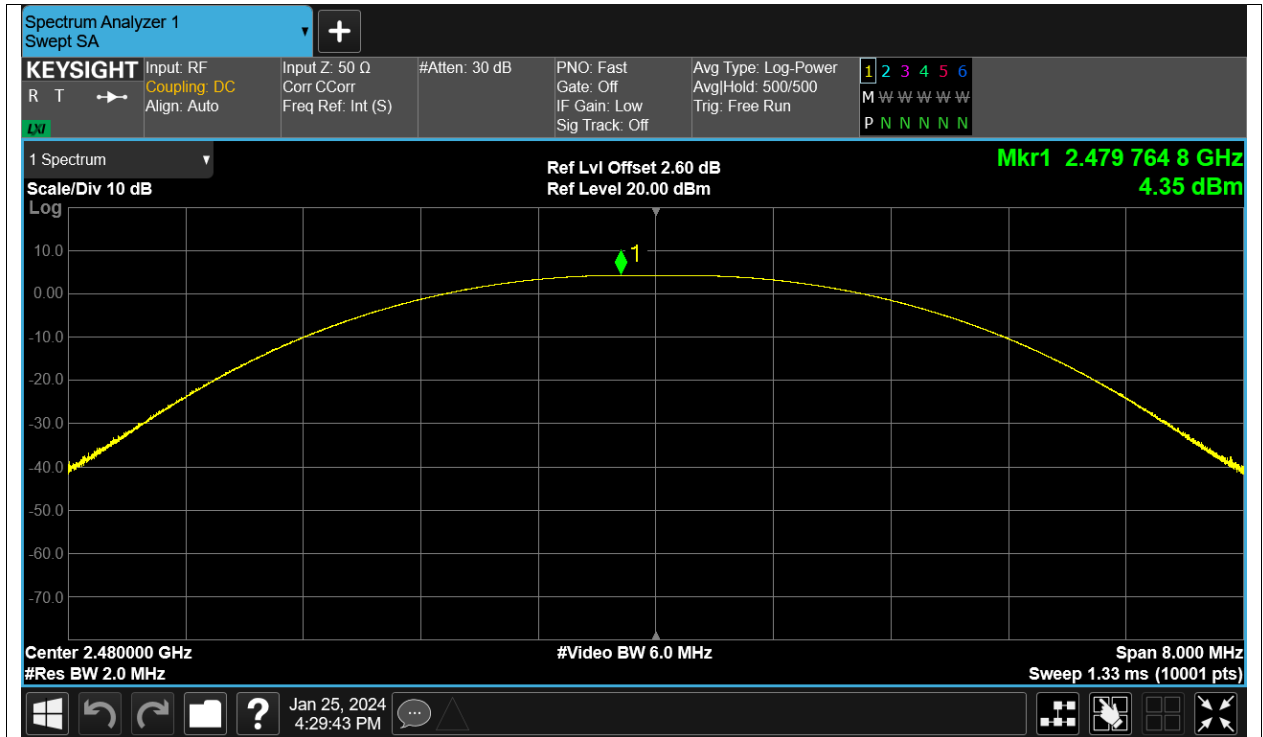 Spectrum Analyzer 1
Swept SA
KEYSIGHT Input: RF Input Z: 50 Ω #Atten: 30 dB PNO: Fast Avg Type: Log-Power 1 2 3 4 5 6
R T Coupling: DC Corr CCorr Gate: Off Avg|Hold: 500/500 M W W W W W W
Align: Auto Freq Ref: Int (S) IF Gain: Low Trig: Free Run
LXI Sig Track: Off P N N N N N N
1 Spectrum Ref Lvl Offset 2.60 dB Mkr1 2.479 764 8 GHz
Scale/Div 10 dB Ref Level 20.00 dBm 4.35 dBm
Log
10.0 1
0.00
-10.0
-20.0
-30.0
-40.0
-50.0
-60.0
-70.0
Center 2.480000 GHz #Video BW 6.0 MHz Span 8.000 MHz
#Res BW 2.0 MHz Sweep 1.33 ms (10001 pts)
? Jan 25, 2024
4:29:43 PM